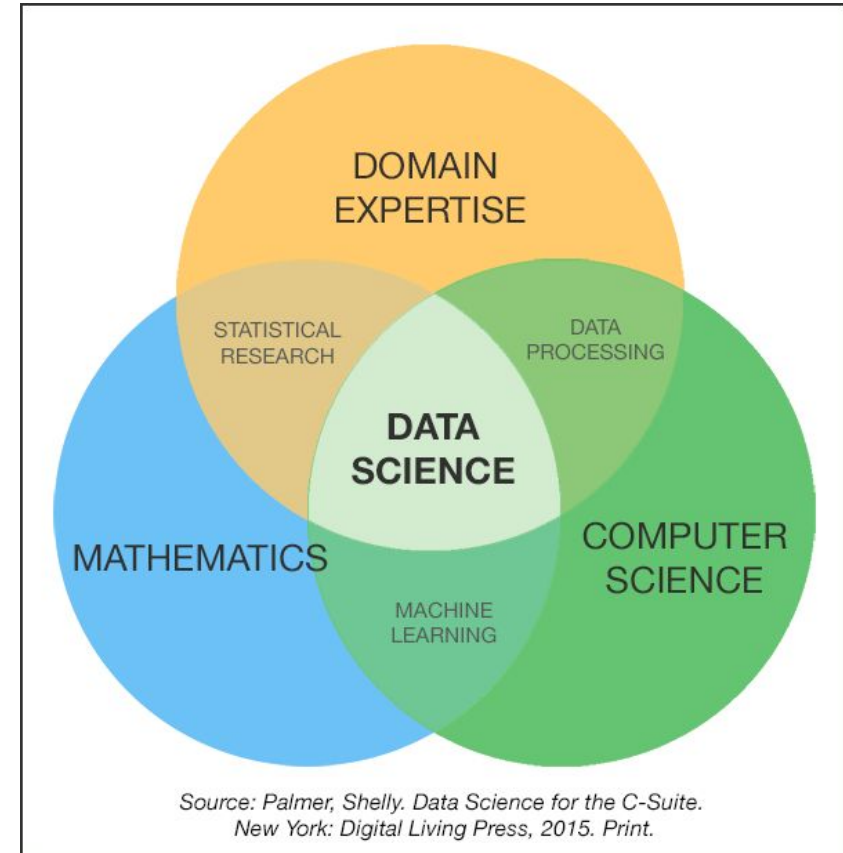 DOMAIN
EXPERTISE
STATISTICAL
RESEARCH
DATA
PROCESSING
DATA
SCIENCE
MATHEMATICS
COMPUTER
SCIENCE
MACHINE
LEARNING
Source: Palmer, Shelly. Data Science for the C-Suite.
New York: Digital Living Press, 2015. Print.